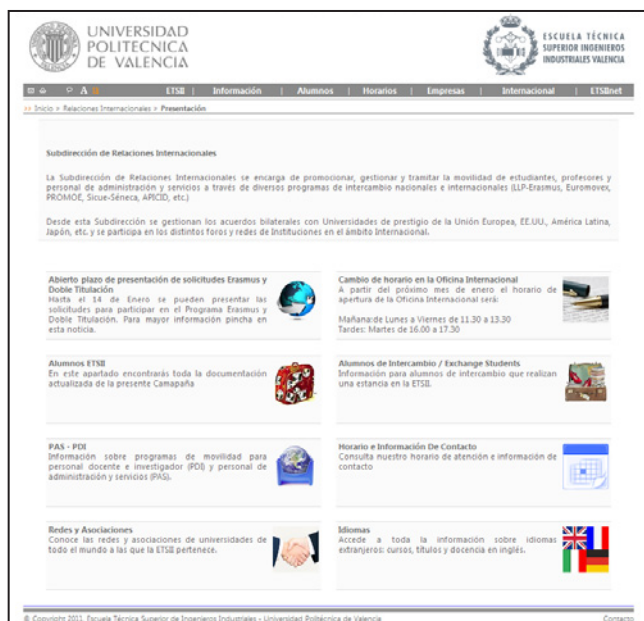 UNIVERSIDAD
POLITECNICA
DE VALENCIA
ESCUELA TÉCNICA
SUPERIOR INGENIEROS
INDUSTRIALES VALENCIA
ETSII | Información | Alumnos | Horarios | Empresas | Internacional | ETSIInet
>> Inicio > Relaciones Internacionales > Presentación
Subdirección de Relaciones Internacionales
La Subdirección de Relaciones Internacionales se encarga de promocionar, gestionar y tramitar la movilidad de estudiantes, profesores y
personal de administración y servicios a través de diversos programas de intercambio nacionales e internacionales (LLP-Erasmus, Euromovex,
PROMOE, Sicue-Séneca, APICID, etc.)
Desde esta Subdirección se gestionan los acuerdos bilaterales con Universidades de prestigio de la Unión Europea, EE.UU., América Latina,
Japón, etc. y se participa en los distintos foros y redes de Instituciones en el ámbito Internacional.
Abierto plazo de presentación de solicitudes Erasmus y
Doble Titulación
Hasta el 14 de Enero se pueden presentar las
solicitudes para participar en el Programa Erasmus y
Doble Titulación. Para mayor información pincha en
esta noticia.
Cambio de horario en la Oficina Internacional
A partir del próximo mes de enero el horario de
apertura de la Oficina Internacional será:
Mañana:de Lunes a Viernes de 11.30 a 13.30
Tardes: Martes de 16.00 a 17.30
Alumnos ETSII
En este apartado encontrarás toda la documentación
actualizada de la presente Camapaña
Alumnos de Intercambio / Exchange Students
Información para alumnos de intercambio que realizan
una estancia en la ETSII.
PAS - PDI
Información sobre programas de movilidad para
personal docente e investigador (PDI) y personal de
administración y servicios (PAS).
Horario e Información De Contacto
Consulta nuestro horario de atención e información de
contacto
Redes y Asociaciones
Conoce las redes y asociaciones de universidades de
todo el mundo a las que la ETSII pertenece.
Idiomas
Accede a toda la información sobre idiomas
extranjeros: cursos, títulos y docencia en inglés.
© Copyright 2011. Escuela Técnica Superior de Ingenieros Industriales - Universidad Politécnica de Valencia
Contacto